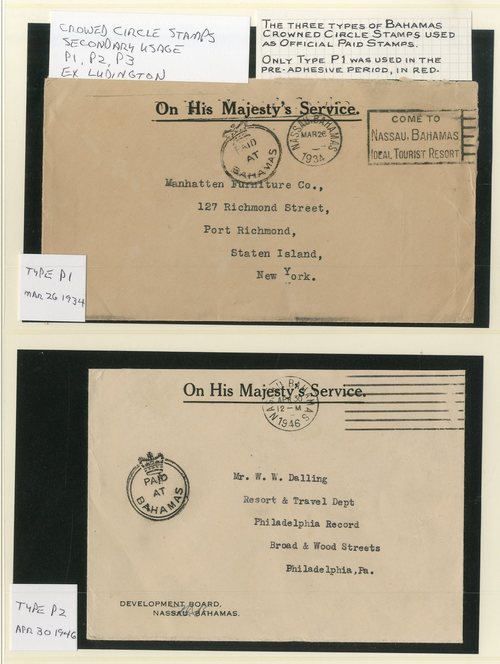 CROWED CIRCLE STAMPS
SECONDARY USAGE
P1, P2, P3
EX LUDINGTON
THE THREE TYPES OF BAHAMAS
CROWNED CIRCLE STAMPS USED
AS OFFICIAL PAID STAMPS.
ONLY TYPE P1 WAS USED IN THE
PRE-ADHESIVE PERIOD, IN RED.
On His Majesty's Service.
PAID
AT
BAHAMAS
NASSAU, BAHAMAS
MAR 26
1934
COME TO
NASSAU, BAHAMAS
IDEAL TOURIST RESORT
Manhatten Furniture Co.,
127 Richmond Street,
Port Richmond,
Staten Island,
New York.
TYPE P1
MAR 26 1934
On His Majesty's Service.
NASSAU BAHAMAS
APR 30
12-M
1946
PAID
AT
BAHAMAS
Mr. W. W. Dalling
Resort & Travel Dept
Philadelphia Record
Broad & Wood Streets
Philadelphia, Pa.
DEVELOPMENT BOARD,
NASSAU, BAHAMAS.
TYPE P2
APR 30 1946